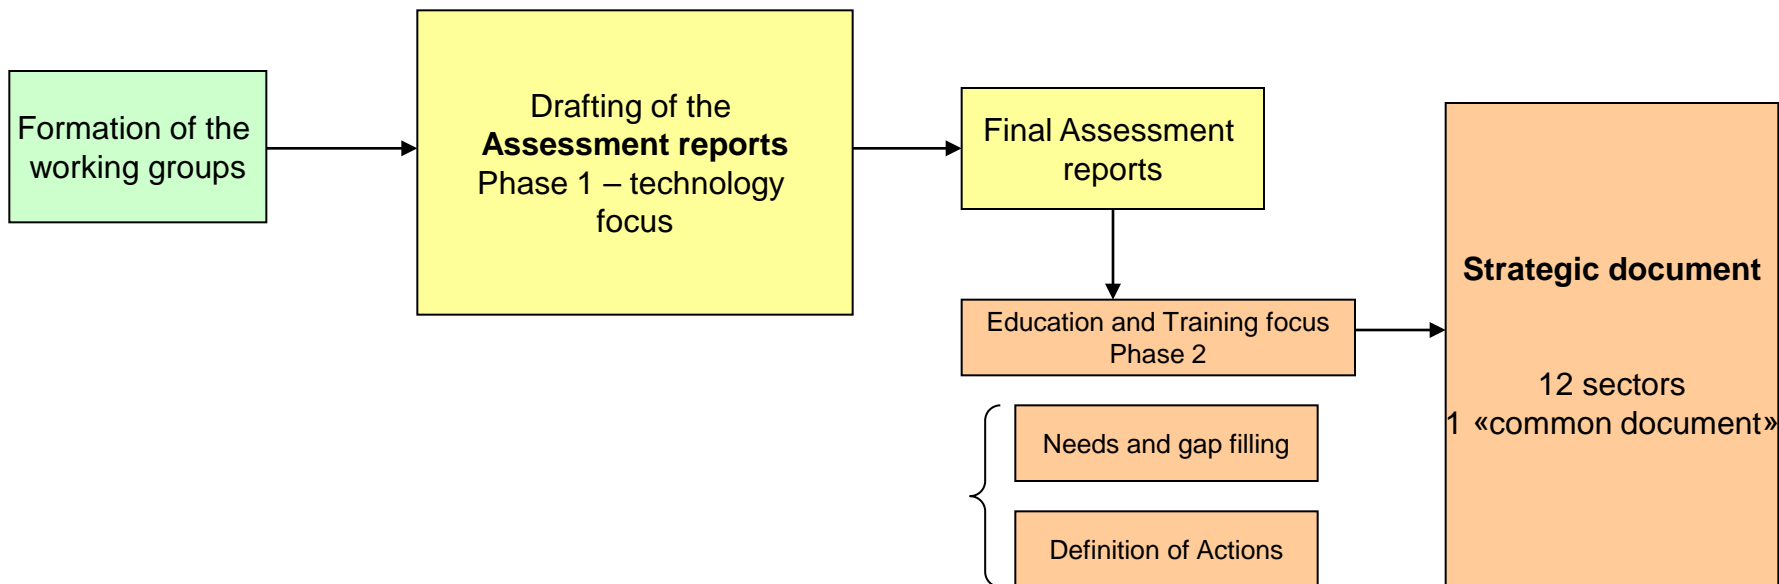 Formation of the
working groups
Drafting of the
Assessment reports
Phase 1 – technology
focus
Final Assessment
reports
Education and Training focus
Phase 2
Needs and gap filling
Definition of Actions
Strategic document
12 sectors
1 «common document»